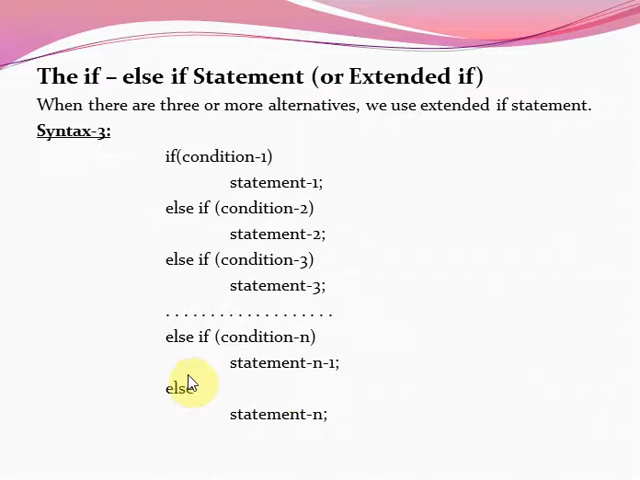 The if – else if Statement (or Extended if)
When there are three or more alternatives, we use extended if statement.
Syntax-3:
if(condition-1)
statement-1;
else if (condition-2)
statement-2;
else if (condition-3)
statement-3;
. . . . . . . . . . . . . . . . . . .
else if (condition-n)
statement-n-1;
else
statement-n;